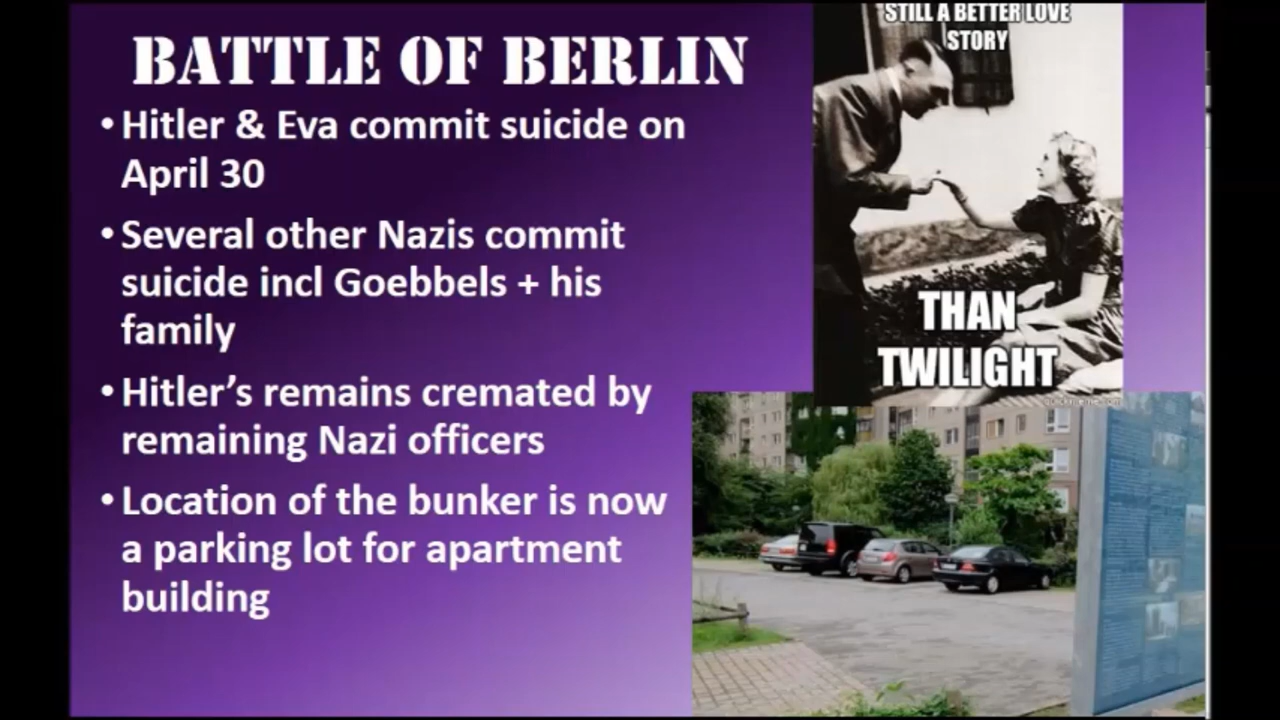 BATTLE OF BERLIN
•Hitler & Eva commit suicide on
April 30
•Several other Nazis commit
suicide incl Goebbels + his
family
•Hitler’s remains cremated by
remaining Nazi officers
•Location of the bunker is now
a parking lot for apartment
building
STILL A BETTER LOVE
STORY
THAN
TWILIGHT